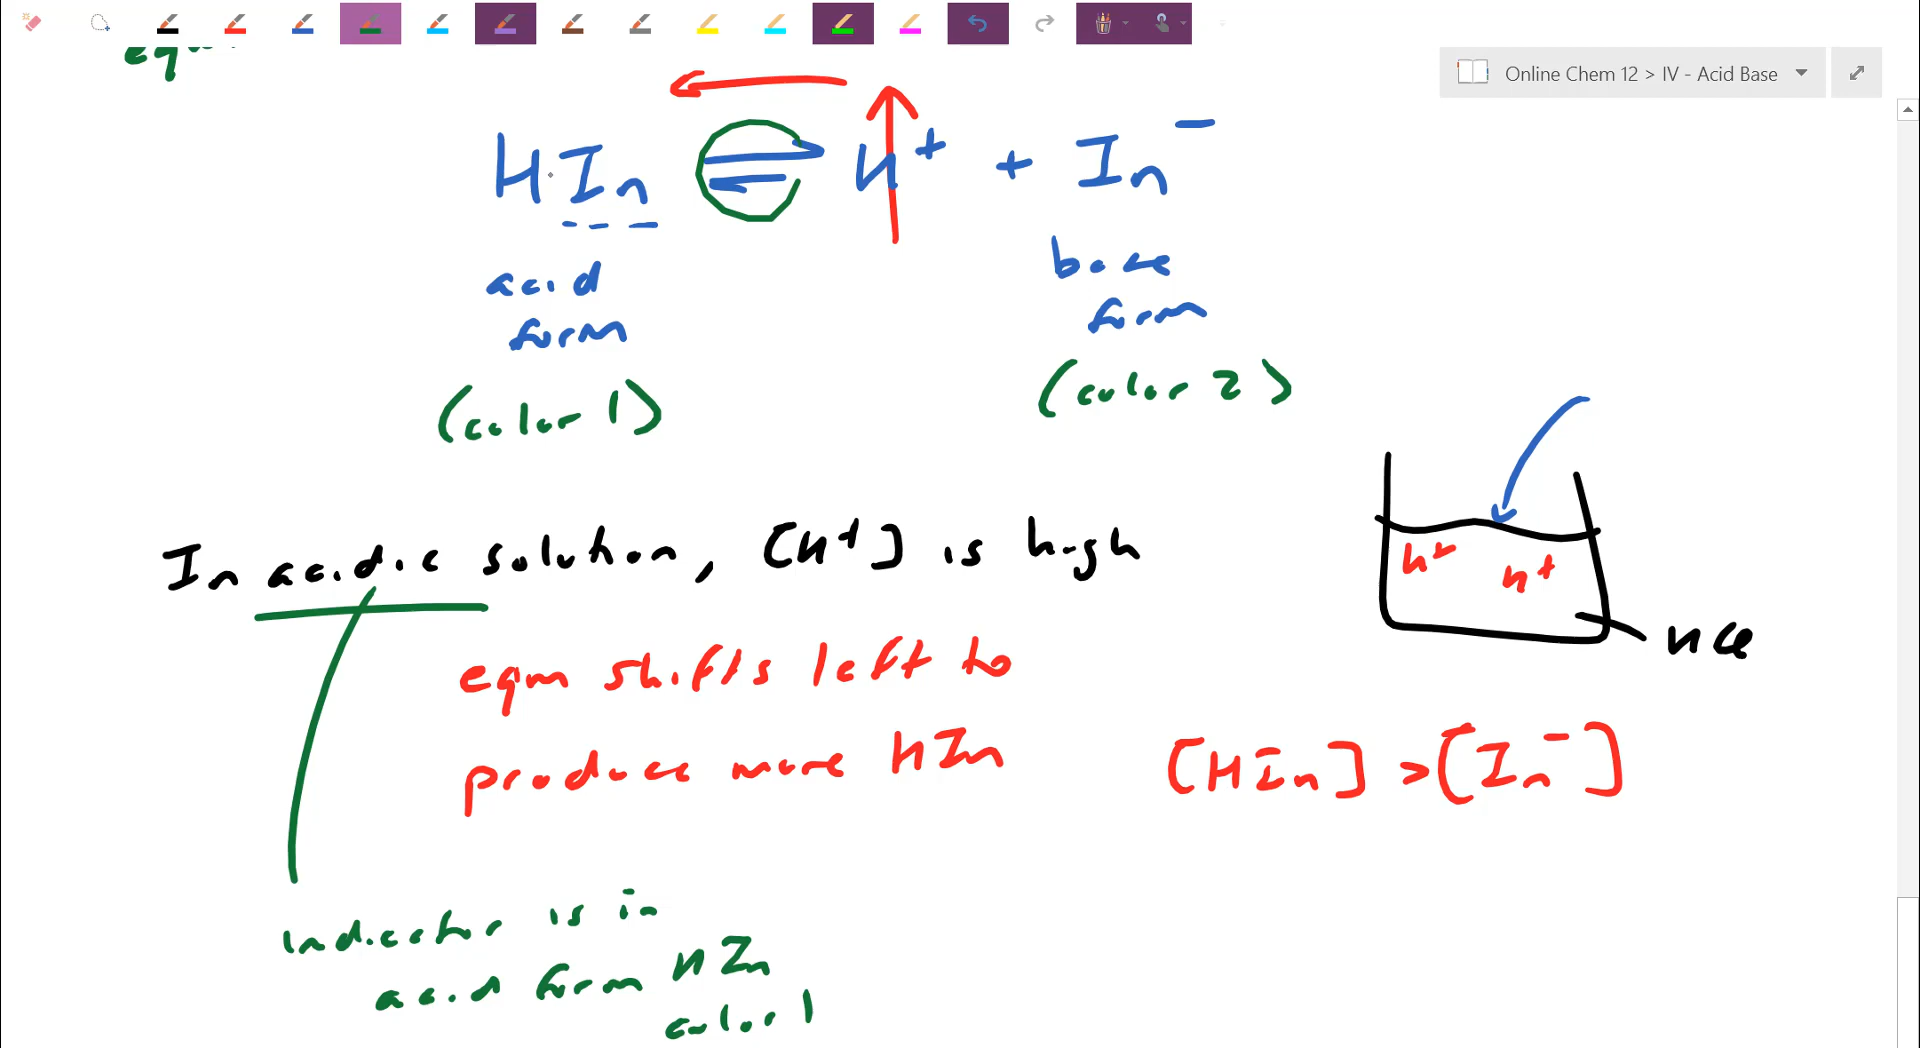 Online Chem 12 > IV - Acid Base
HIn ⇌ H⁺ + In⁻
acid form
base form
(color 1)
(color 2)
In acidic solution, [H⁺] is high
H⁺ H⁺
HCl
eqm shifts left to
produce more HIn
[HIn] > [In⁻]
indicator is in
acid form HIn
color 1